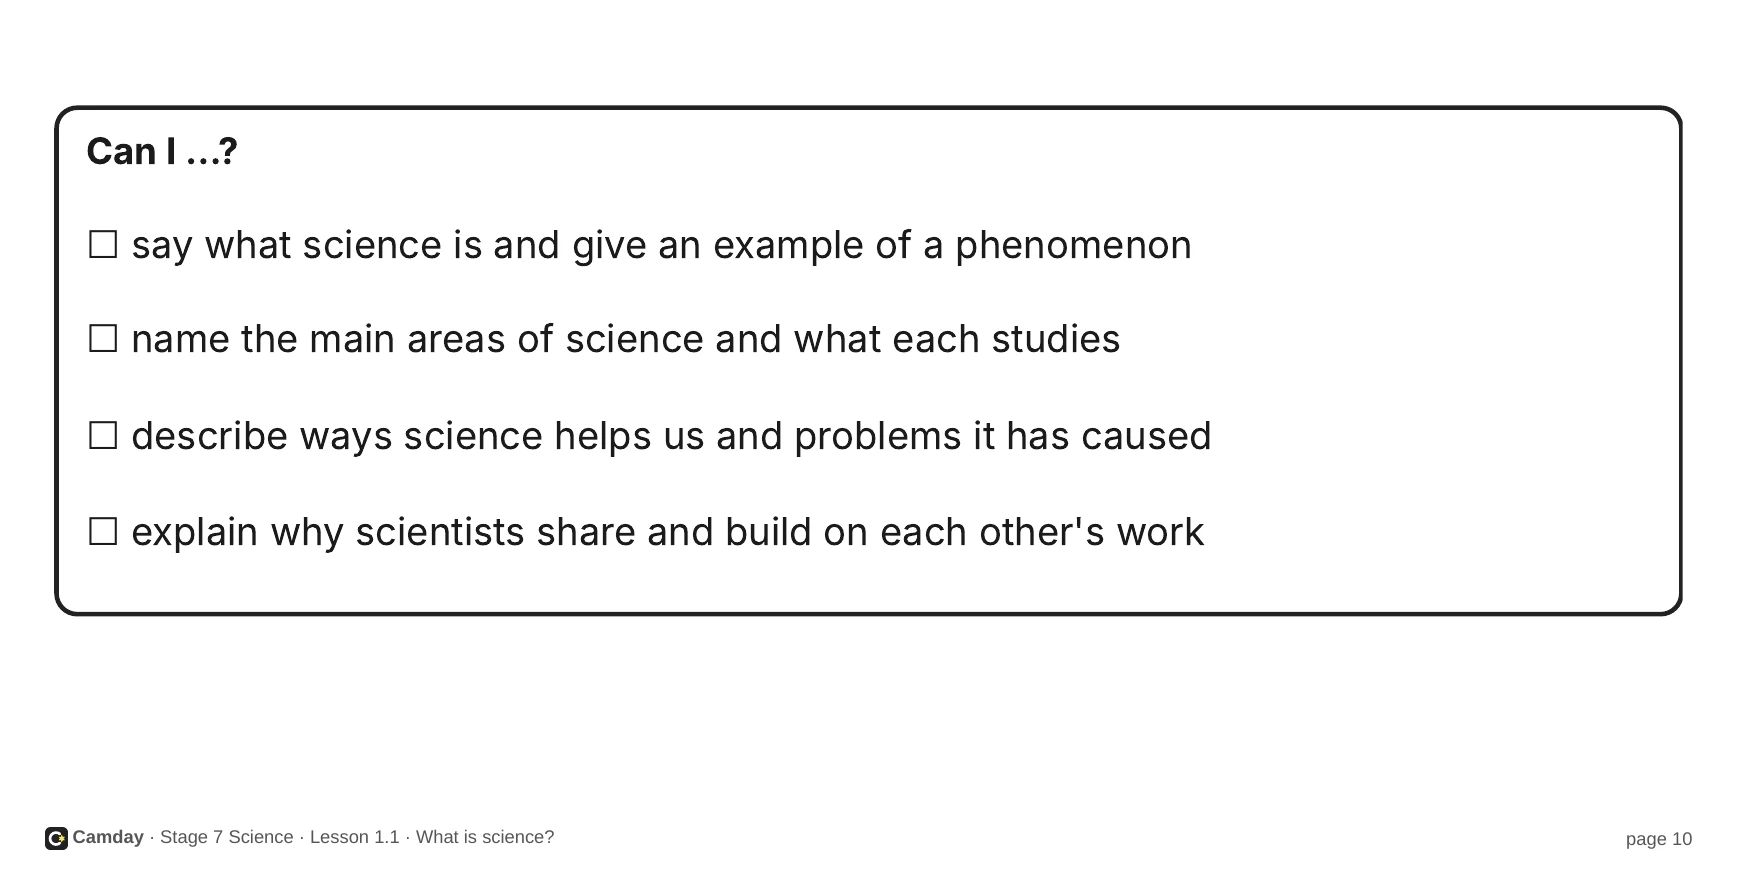 Can I ...?
☐ say what science is and give an example of a phenomenon
☐ name the main areas of science and what each studies
☐ describe ways science helps us and problems it has caused
☐ explain why scientists share and build on each other's work
Camday · Stage 7 Science · Lesson 1.1 · What is science?
page 10